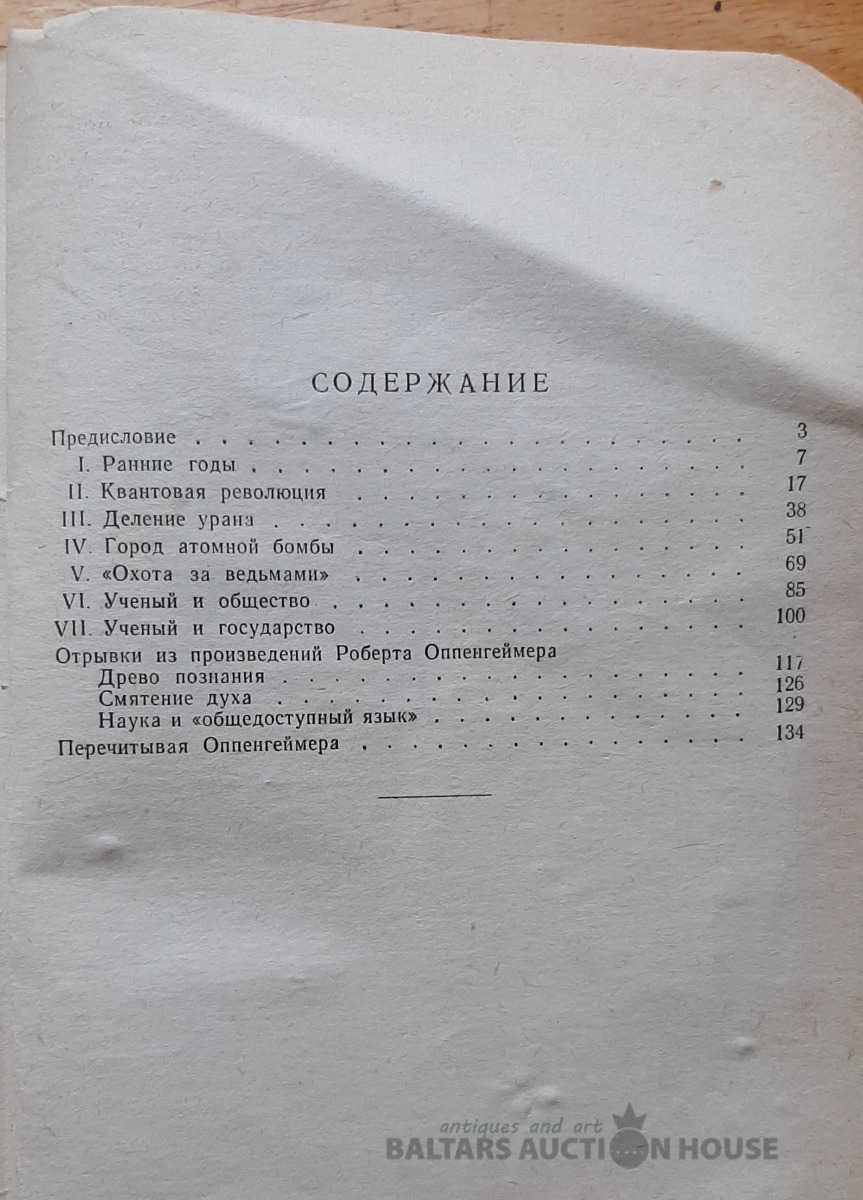 СОДЕРЖАНИЕ
Предисловие . . . . . . . . . . . . . . . . . . . . . 3
I. Ранние годы . . . . . . . . . . . . . . . . . . . 7
II. Квантовая революция . . . . . . . . . . . . . . . 17
III. Деление урана . . . . . . . . . . . . . . . . . . 38
IV. Город атомной бомбы . . . . . . . . . . . . . . . 51
V. «Охота за ведьмами» . . . . . . . . . . . . . . . 69
VI. Ученый и общество . . . . . . . . . . . . . . . . 85
VII. Ученый и государство . . . . . . . . . . . . . . . 100
Отрывки из произведений Роберта Оппенгеймера
Древо познания . . . . . . . . . . . . . . . . . . 117
Смятение духа . . . . . . . . . . . . . . . . . . 126
Наука и «общедоступный язык» . . . . . . . . . . . . 129
Перечитывая Оппенгеймера . . . . . . . . . . . . . . . 134
antiques and art
BALTARS AUCTION HOUSE